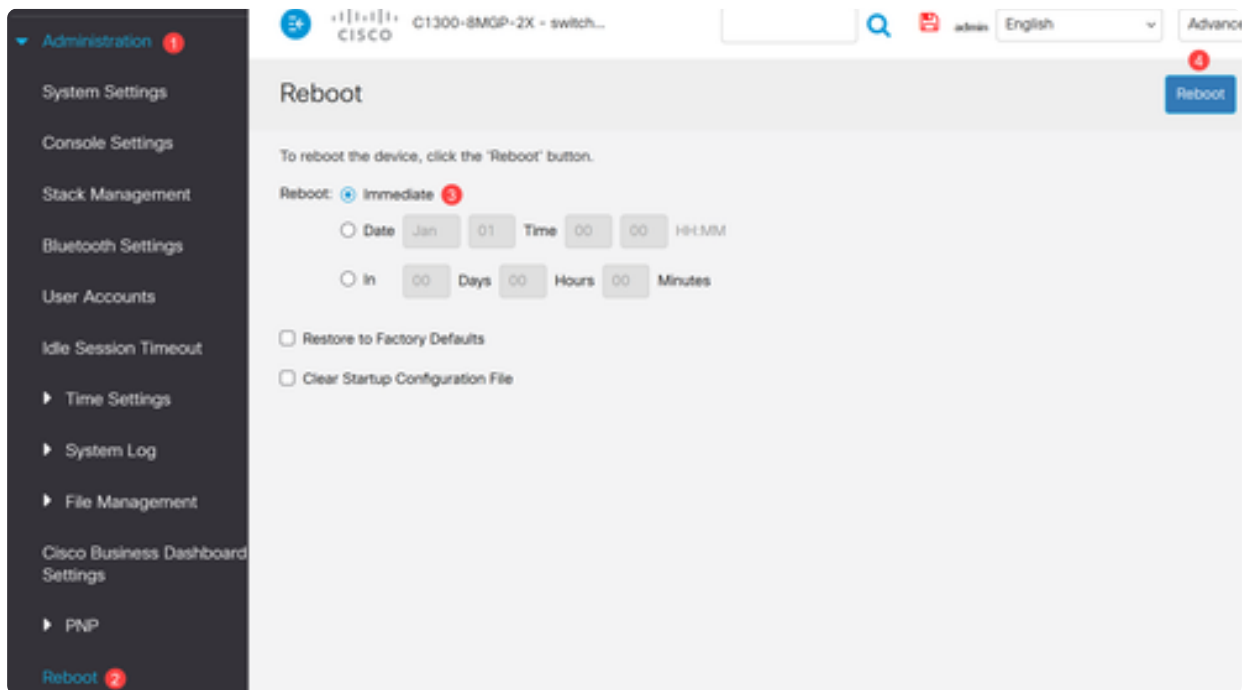 Administration 1
System Settings
Console Settings
Stack Management
Bluetooth Settings
User Accounts
Idle Session Timeout
Time Settings
System Log
File Management
Cisco Business Dashboard
Settings
PNP
Reboot 2
CISCO
C1300-8MGP-2X - switch...
admin
English
Advance
4
Reboot
Reboot
To reboot the device, click the 'Reboot' button.
Reboot: Immediate 3
Date Jan 01 Time 00 00 HH:MM
In 00 Days 00 Hours 00 Minutes
Restore to Factory Defaults
Clear Startup Configuration File